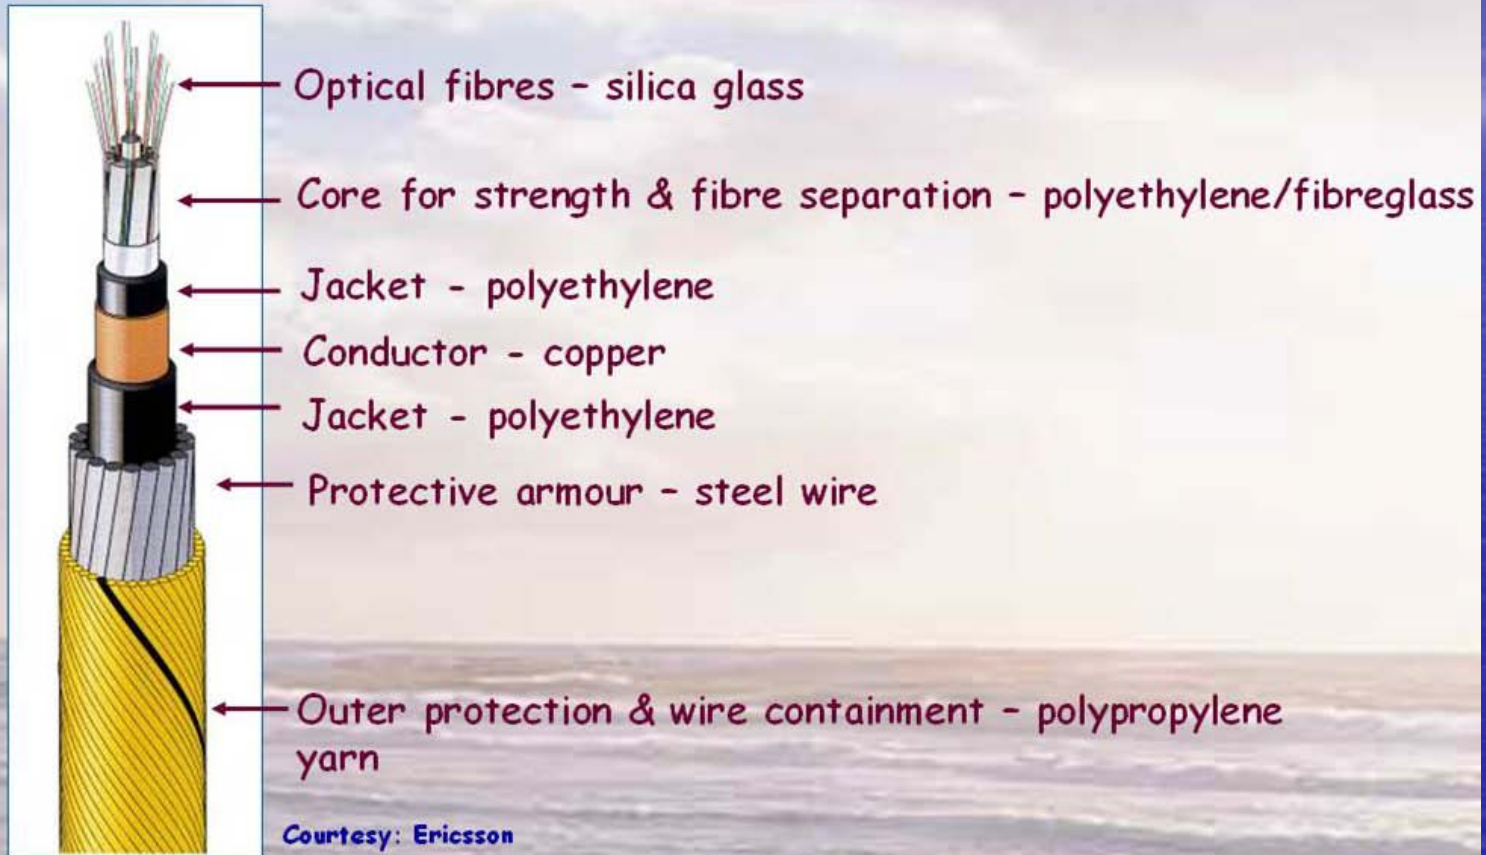 Optical fibres – silica glass
Core for strength & fibre separation – polyethylene/fibreglass
Jacket - polyethylene
Conductor - copper
Jacket - polyethylene
Protective armour – steel wire
Outer protection & wire containment – polypropylene
yarn
Courtesy: Ericsson